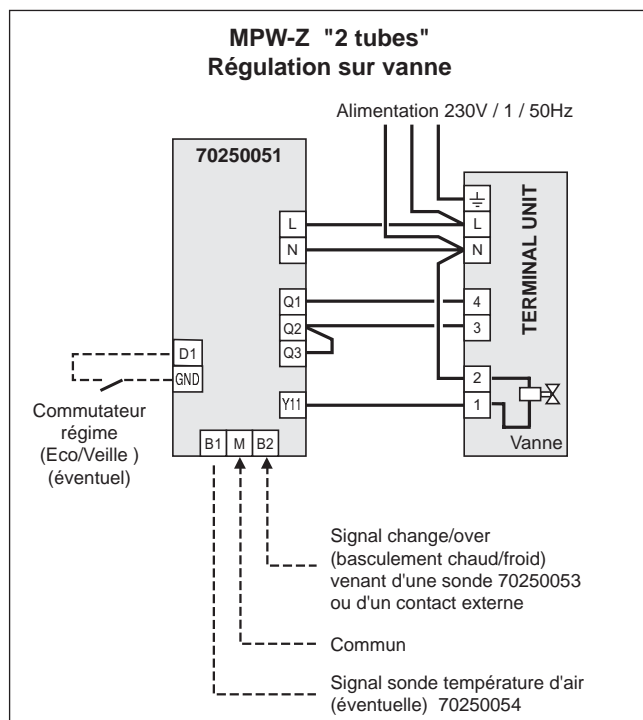 MPW-Z "2 tubes"
Régulation sur vanne
Alimentation 230V / 1 / 50Hz
70250051
TERMINAL UNIT
L
N
Q1
Q2
Q3
Y11
D1
GND
B1 M B2
L
N
4
3
2
1
Vanne
Commutateur
régime
(Eco/Veille )
(éventuel)
Signal change/over
(basculement chaud/froid)
venant d'une sonde 70250053
ou d'un contact externe
Commun
Signal sonde température d'air
(éventuelle) 70250054